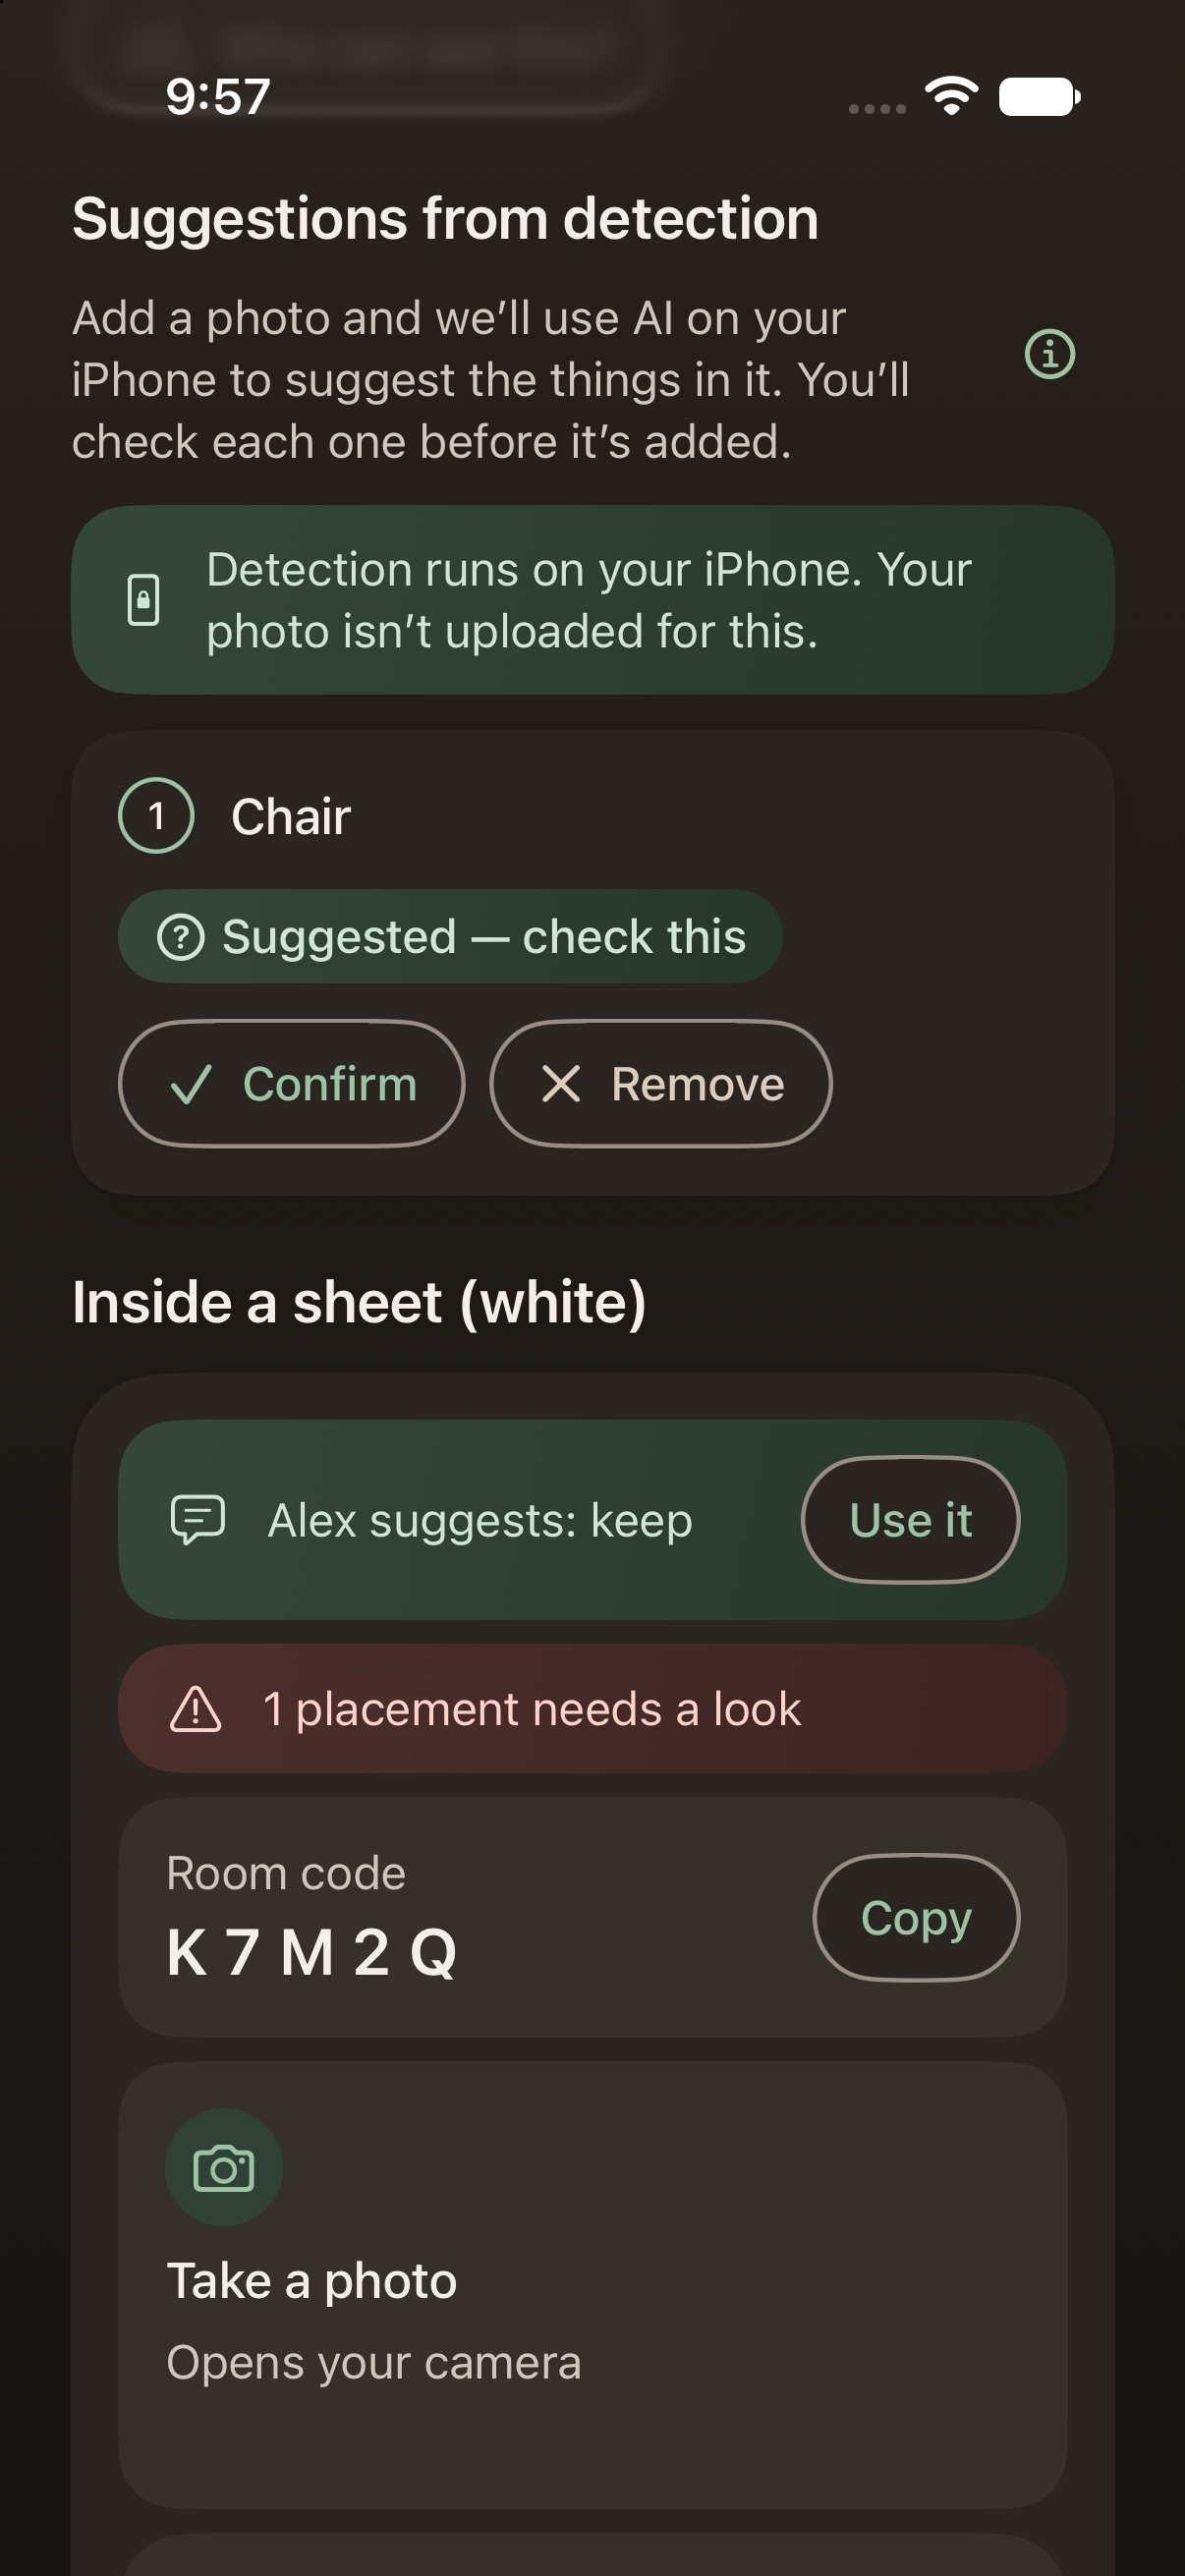 9:57
Suggestions from detection
Add a photo and we’ll use AI on your
iPhone to suggest the things in it. You’ll
check each one before it’s added.
Detection runs on your iPhone. Your
photo isn’t uploaded for this.
1 Chair
Suggested — check this
Confirm Remove
Inside a sheet (white)
Alex suggests: keep Use it
1 placement needs a look
Room code
K7M2Q
Copy
Take a photo
Opens your camera